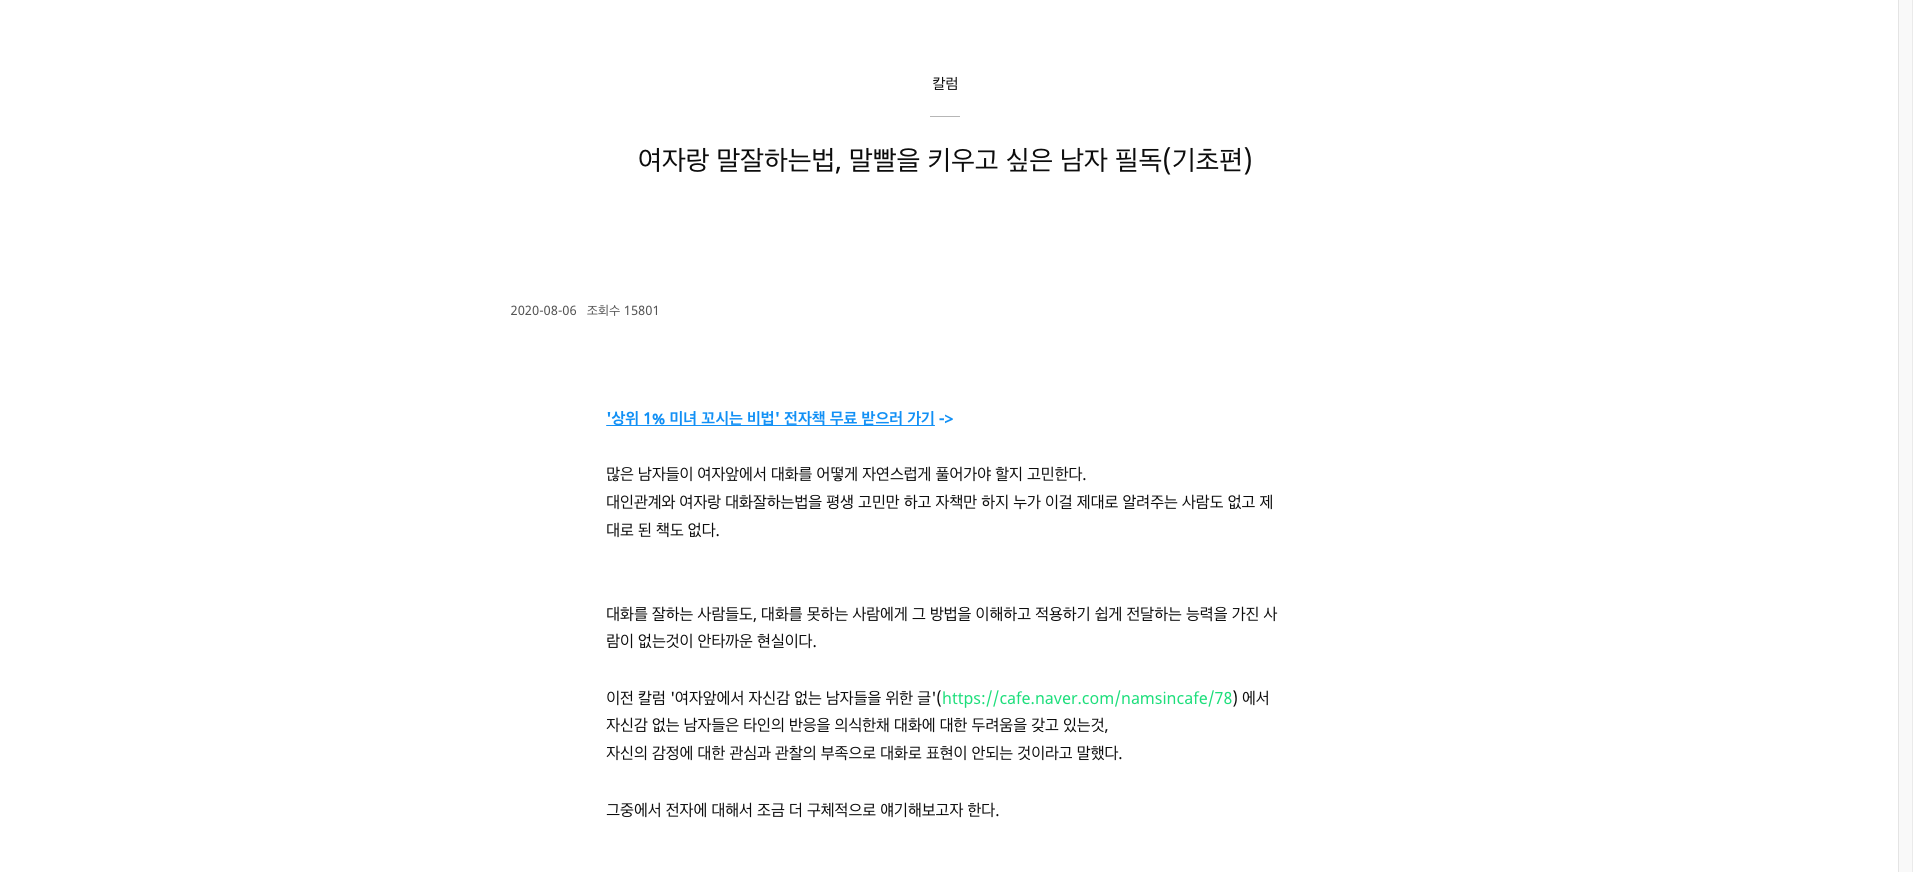 칼럼
여자랑 말잘하는법, 말빨을 키우고 싶은 남자 필독(기초편)
2020-08-06 조회수 15801
'상위 1% 미녀 꼬시는 비법' 전자책 무료 받으러 가기 ->
많은 남자들이 여자앞에서 대화를 어떻게 자연스럽게 풀어가야 할지 고민한다.
대인관계와 여자랑 대화잘하는법을 평생 고민만 하고 자책만 하지 누가 이걸 제대로 알려주는 사람도 없고 제
대로 된 책도 없다.
대화를 잘하는 사람들도, 대화를 못하는 사람에게 그 방법을 이해하고 적용하기 쉽게 전달하는 능력을 가진 사
람이 없는것이 안타까운 현실이다.
이전 칼럼 '여자앞에서 자신감 없는 남자들을 위한 글'(https://cafe.naver.com/namsincafe/78) 에서
자신감 없는 남자들은 타인의 반응을 의식한채 대화에 대한 두려움을 갖고 있는것,
자신의 감정에 대한 관심과 관찰의 부족으로 대화로 표현이 안되는 것이라고 말했다.
그중에서 전자에 대해서 조금 더 구체적으로 얘기해보고자 한다.